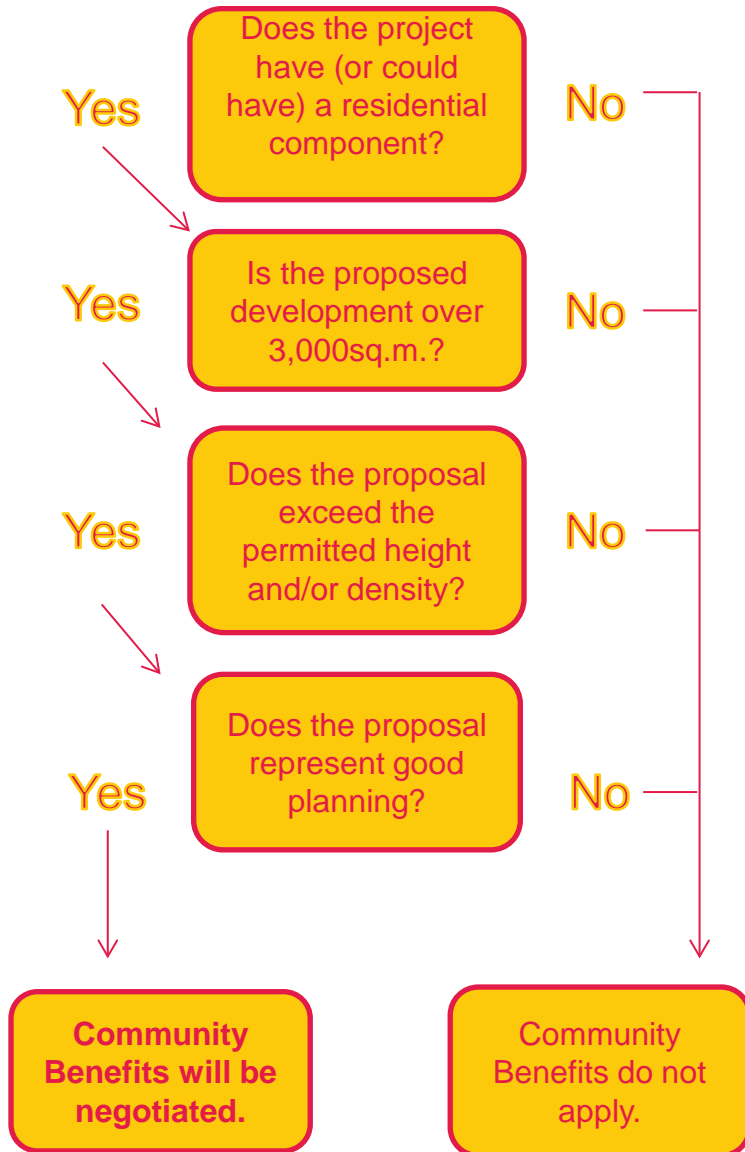 Does the project
have (or could
have) a residential
component?
Yes
No
Is the proposed
development over
3,000sq.m.?
Yes
No
Does the proposal
exceed the
permitted height
and/or density?
Yes
No
Does the proposal
represent good
planning?
Yes
No
Community
Benefits will be
negotiated.
Community
Benefits do not
apply.